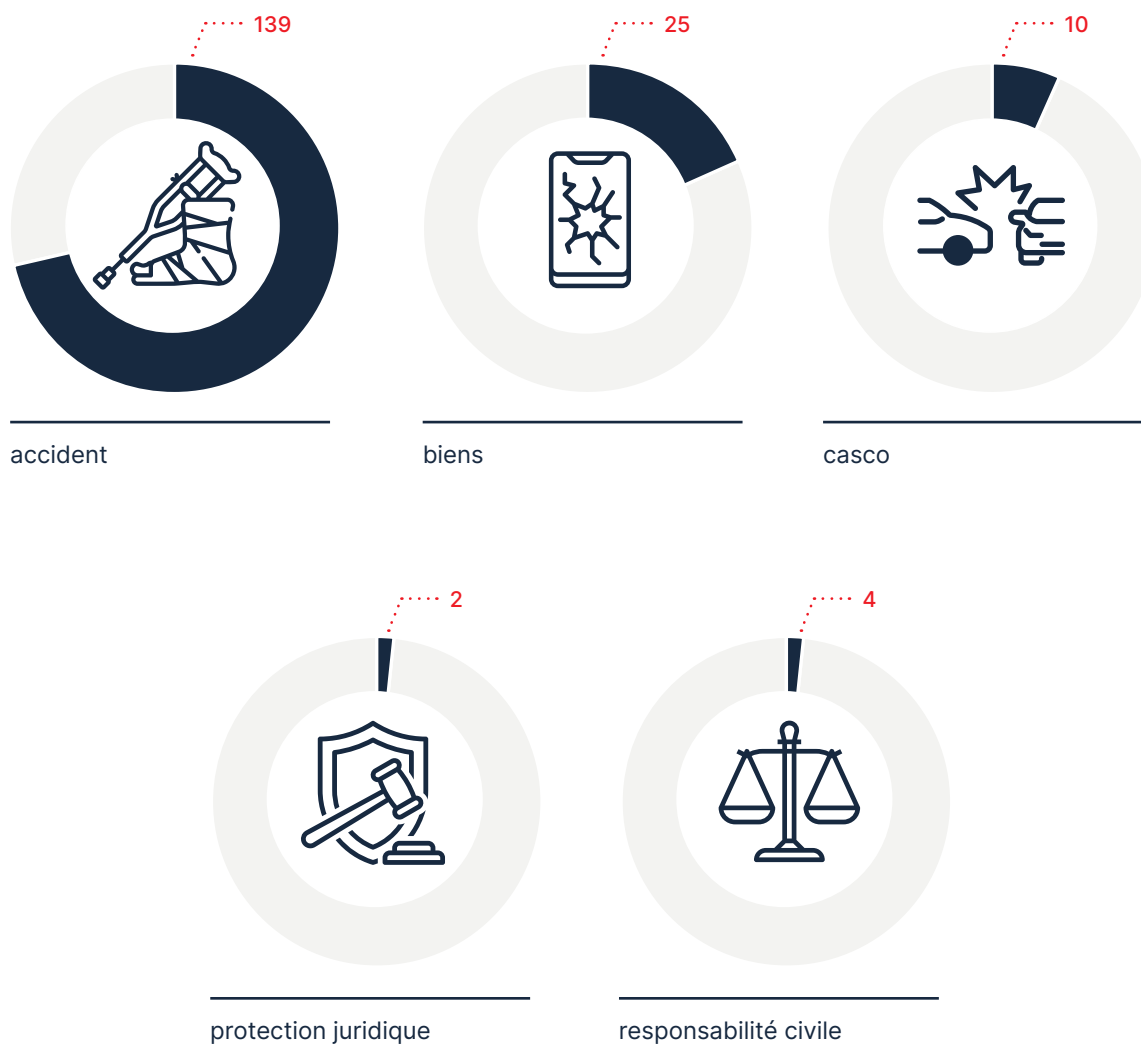 139
25
10
accident
biens
casco
2
4
protection juridique
responsabilité civile